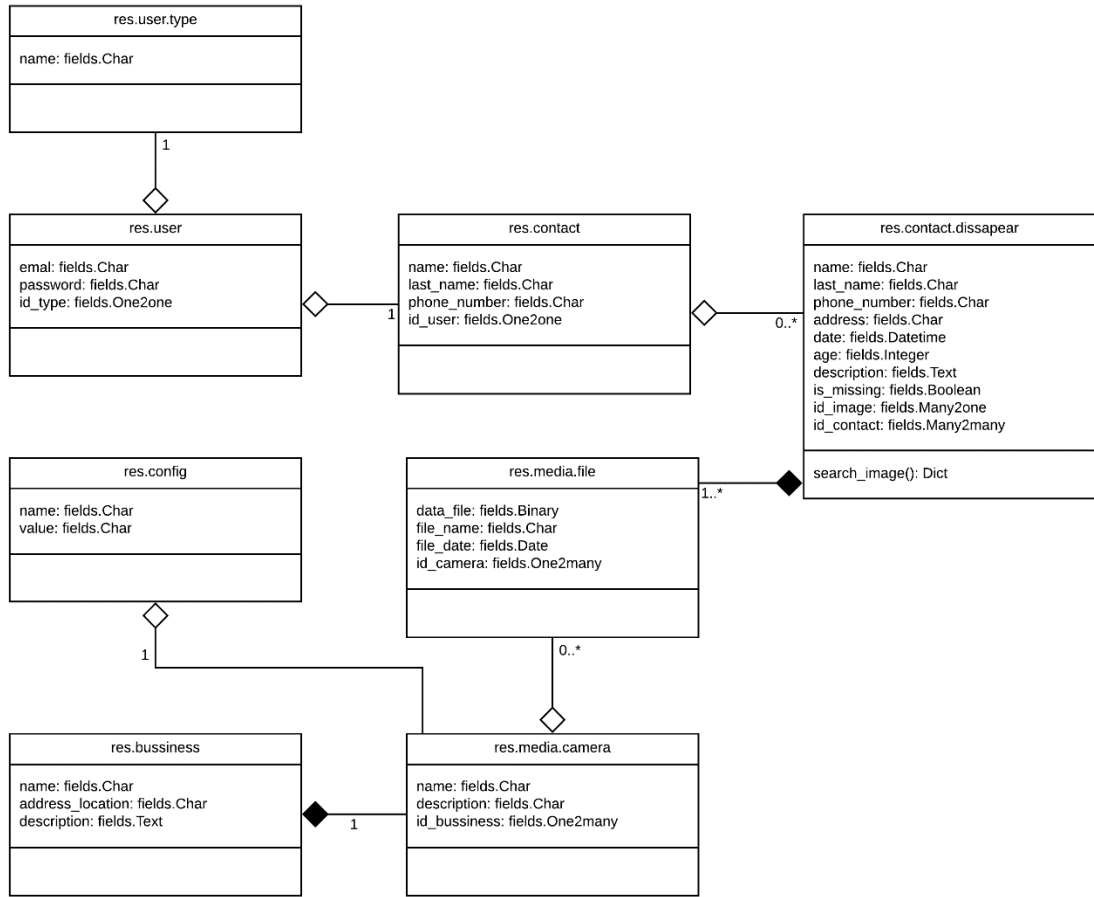 res.user.type
name: fields.Char
1
res.user
emal: fields.Char
password: fields.Char
id_type: fields.One2one
1
res.contact
name: fields.Char
last_name: fields.Char
phone_number: fields.Char
id_user: fields.One2one
0..*
res.contact.dissapear
name: fields.Char
last_name: fields.Char
phone_number: fields.Char
address: fields.Char
date: fields.Datetime
age: fields.Integer
description: fields.Text
is_missing: fields.Boolean
id_image: fields.Many2one
id_contact: fields.Many2many
search_image(): Dict
res.config
name: fields.Char
value: fields.Char
1
res.media.file
data_file: fields.Binary
file_name: fields.Char
file_date: fields.Date
id_camera: fields.One2many
1..*
0..*
res.bussiness
name: fields.Char
address_location: fields.Char
description: fields.Text
1
res.media.camera
name: fields.Char
description: fields.Char
id_bussiness: fields.One2many